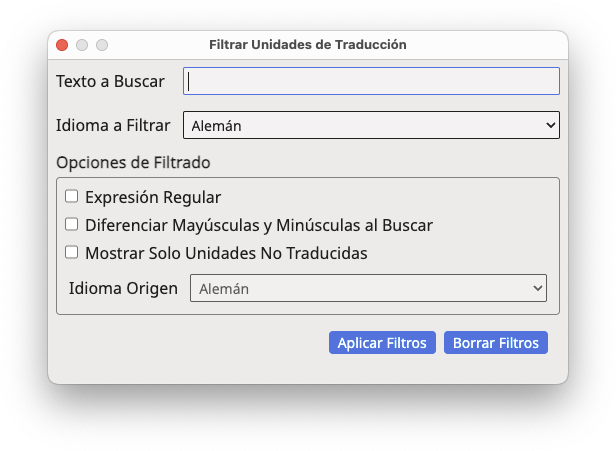 Filtrar Unidades de Traducción
Texto a Buscar
Idioma a Filtrar Alemán
Opciones de Filtrado
Expresión Regular
Diferenciar Mayúsculas y Minúsculas al Buscar
Mostrar Solo Unidades No Traducidas
Idioma Origen Alemán
Aplicar Filtros Borrar Filtros